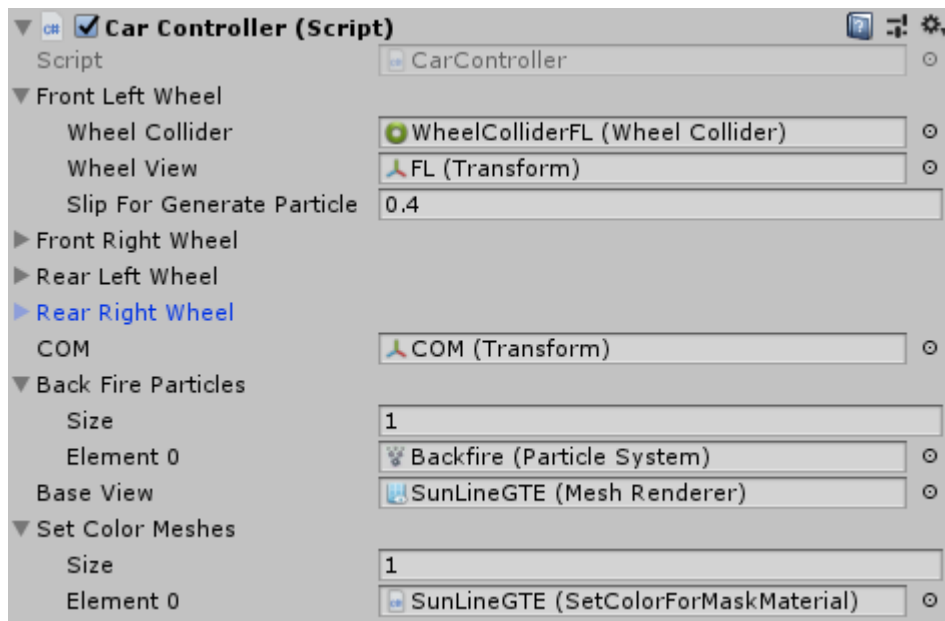 c# Car Controller (Script)
Script CarController
Front Left Wheel
Wheel Collider WheelColliderFL (Wheel Collider)
Wheel View FL (Transform)
Slip For Generate Particle 0.4
Front Right Wheel
Rear Left Wheel
Rear Right Wheel
COM COM (Transform)
Back Fire Particles
Size 1
Element 0 Backfire (Particle System)
Base View SunLineGTE (Mesh Renderer)
Set Color Meshes
Size 1
Element 0 SunLineGTE (SetColorForMaskMaterial)